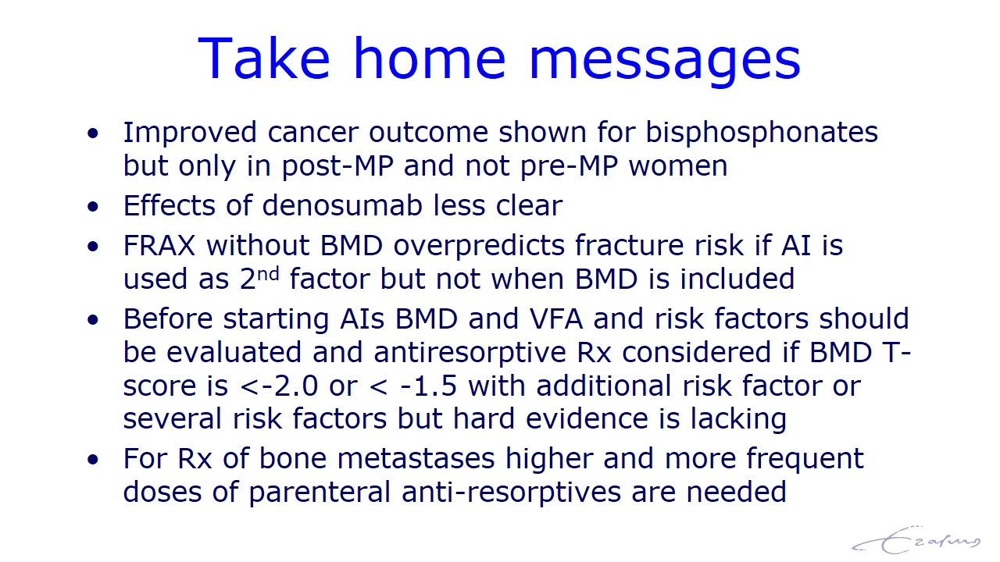 Take home messages
• Improved cancer outcome shown for bisphosphonates
but only in post-MP and not pre-MP women
• Effects of denosumab less clear
• FRAX without BMD overpredicts fracture risk if AI is
used as 2nd factor but not when BMD is included
• Before starting AIs BMD and VFA and risk factors should
be evaluated and antiresorptive Rx considered if BMD T-
score is <-2.0 or < -1.5 with additional risk factor or
several risk factors but hard evidence is lacking
• For Rx of bone metastases higher and more frequent
doses of parenteral anti-resorptives are needed
Erasmus